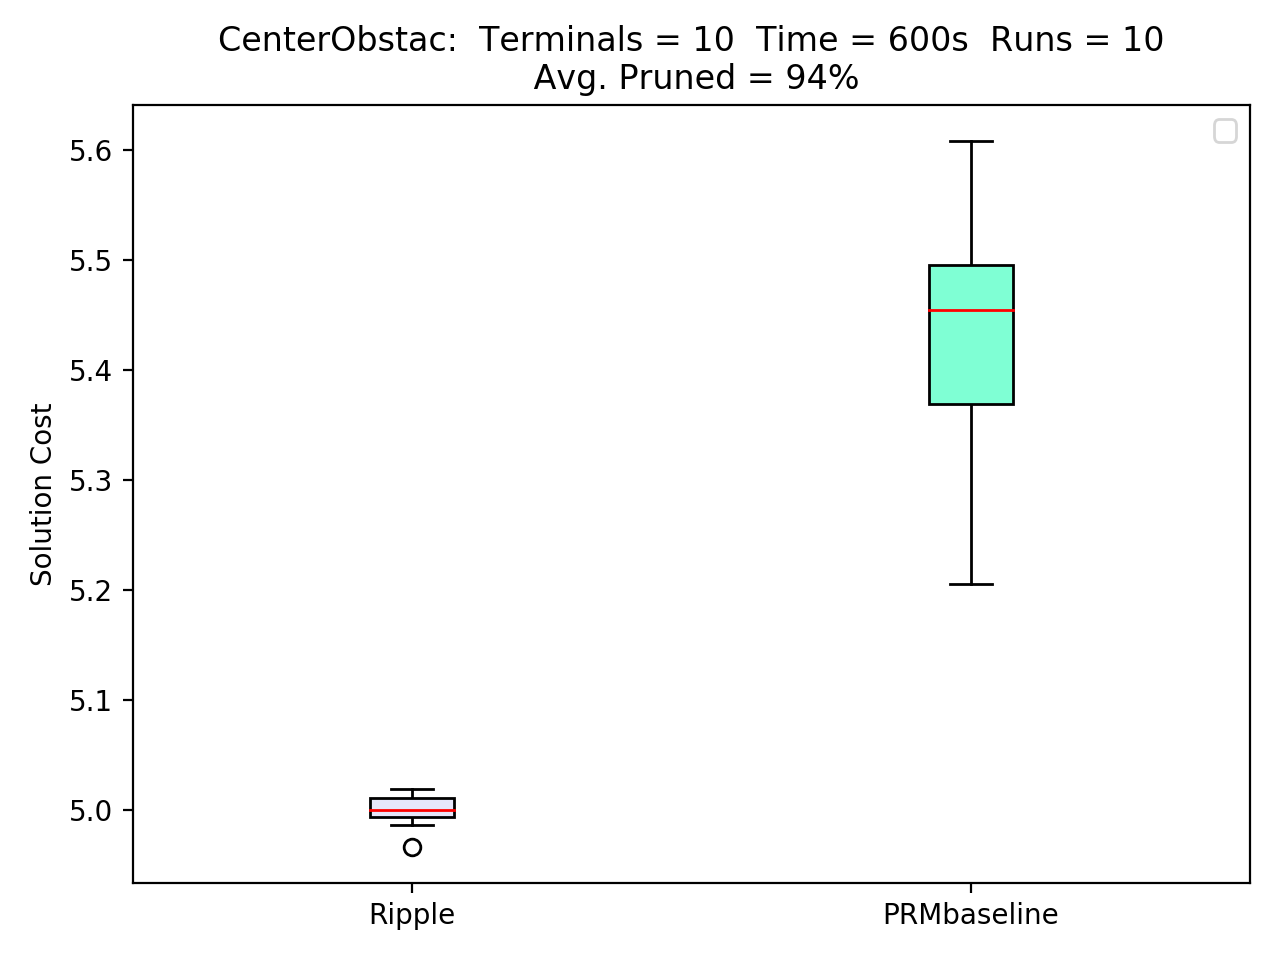 CenterObstac: Terminals = 10 Time = 600s Runs = 10
Avg. Pruned = 94%
5.6
5.5
5.4
5.3
5.2
5.1
5.0
Solution Cost
Ripple
PRMbaseline